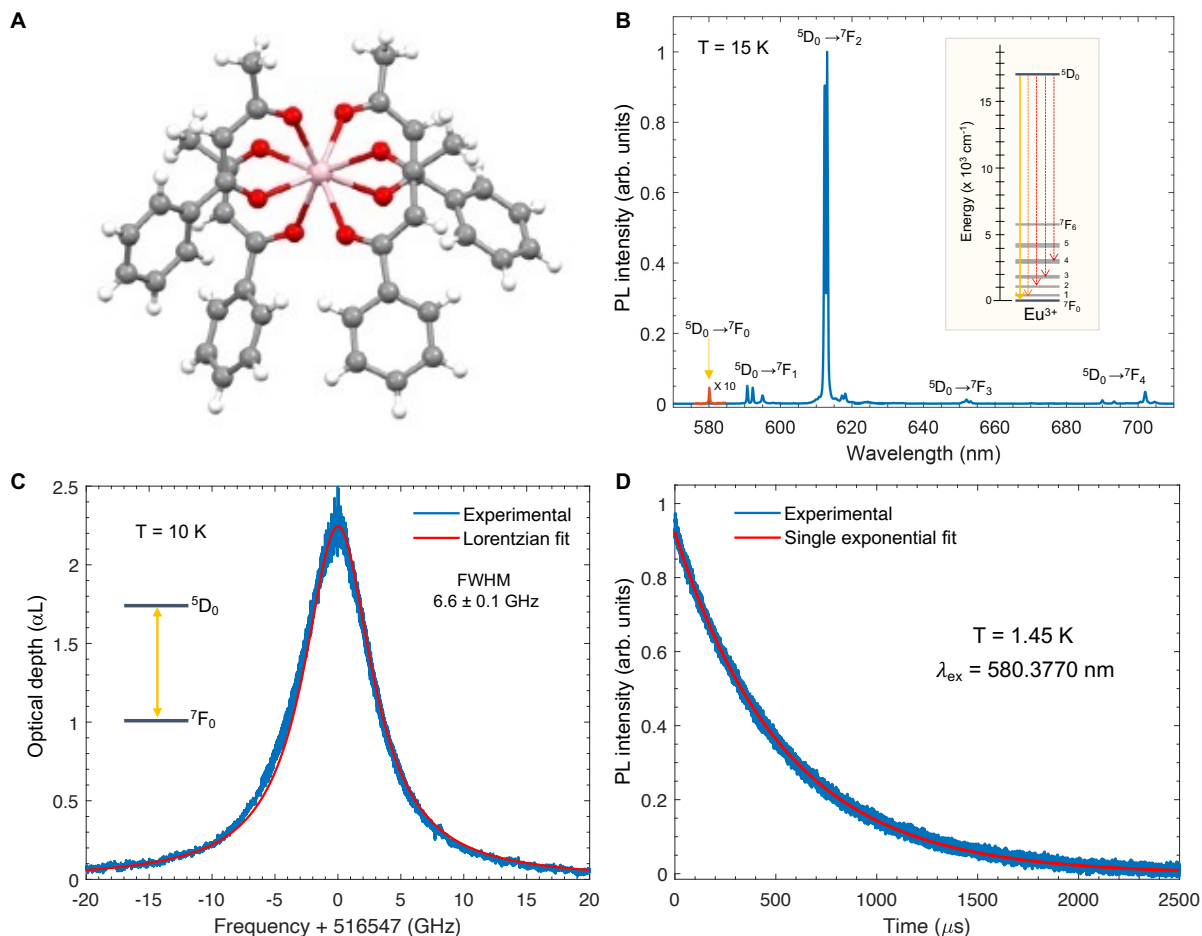 A
B
T = 15 K
⁵D₀→⁷F₂
⁵D₀→⁷F₀
X 10
⁵D₀→⁷F₁
⁵D₀→⁷F₃
⁵D₀→⁷F₄
PL intensity (arb. units)
1
0.8
0.6
0.4
0.2
0
580 600 620 640 660 680 700
Wavelength (nm)
Energy (x 10³ cm⁻¹)
15
10
5
0
⁵D₀
⁷F₆
5
4
3
2
1
⁷F₀
Eu³⁺
C
Optical depth (αL)
2.5
2
1.5
1
0.5
0
-20 -15 -10 -5 0 5 10 15 20
Frequency + 516547 (GHz)
T = 10 K
⁵D₀
⁷F₀
Experimental
Lorentzian fit
FWHM
6.6 ± 0.1 GHz
D
PL intensity (arb. units)
1
0.8
0.6
0.4
0.2
0
0 500 1000 1500 2000 2500
Time (μs)
Experimental
Single exponential fit
T = 1.45 K
λex = 580.3770 nm